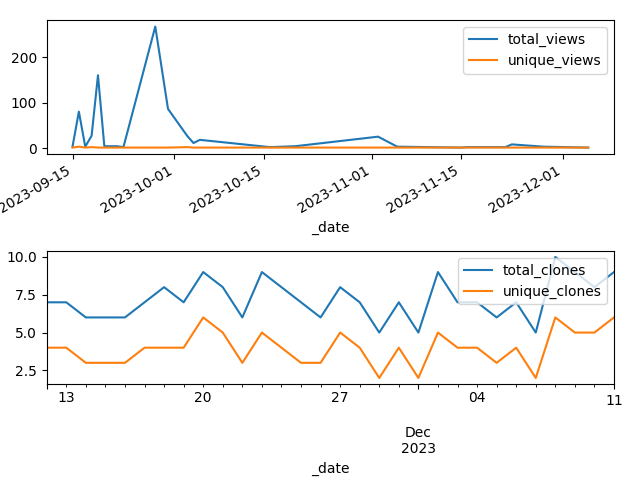 200
100
0
total_views
unique_views
2023-09-15
2023-10-01
2023-10-15
2023-11-01
2023-11-15
2023-12-01
_date
10.0
7.5
5.0
2.5
total_clones
unique_clones
13
20
27
04
11
Dec
2023
_date